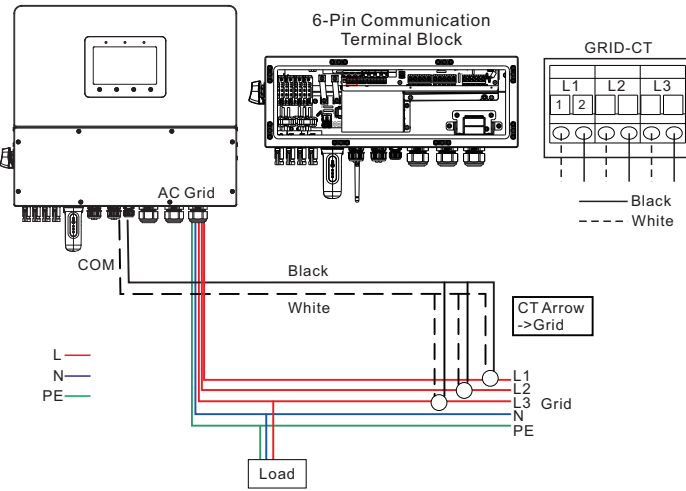 6-Pin Communication
Terminal Block
GRID-CT
L1 L2 L3
1 2
Black
White
AC Grid
COM
Black
White
CT Arrow
->Grid
L
N
PE
L1
L2
L3 Grid
N
PE
Load